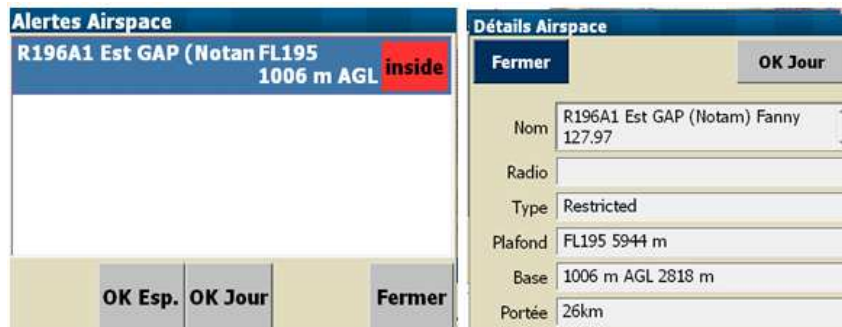 Alertes Airspace
R196A1 Est GAP (Notan FL195
1006 m AGL
inside
OK Esp.
OK Jour
Fermer
Détails Airspace
Fermer
OK Jour
Nom
R196A1 Est GAP (Notam) Fanny
127.97
Radio
Type
Restricted
Plafond
FL195 5944 m
Base
1006 m AGL 2818 m
Portée
26km